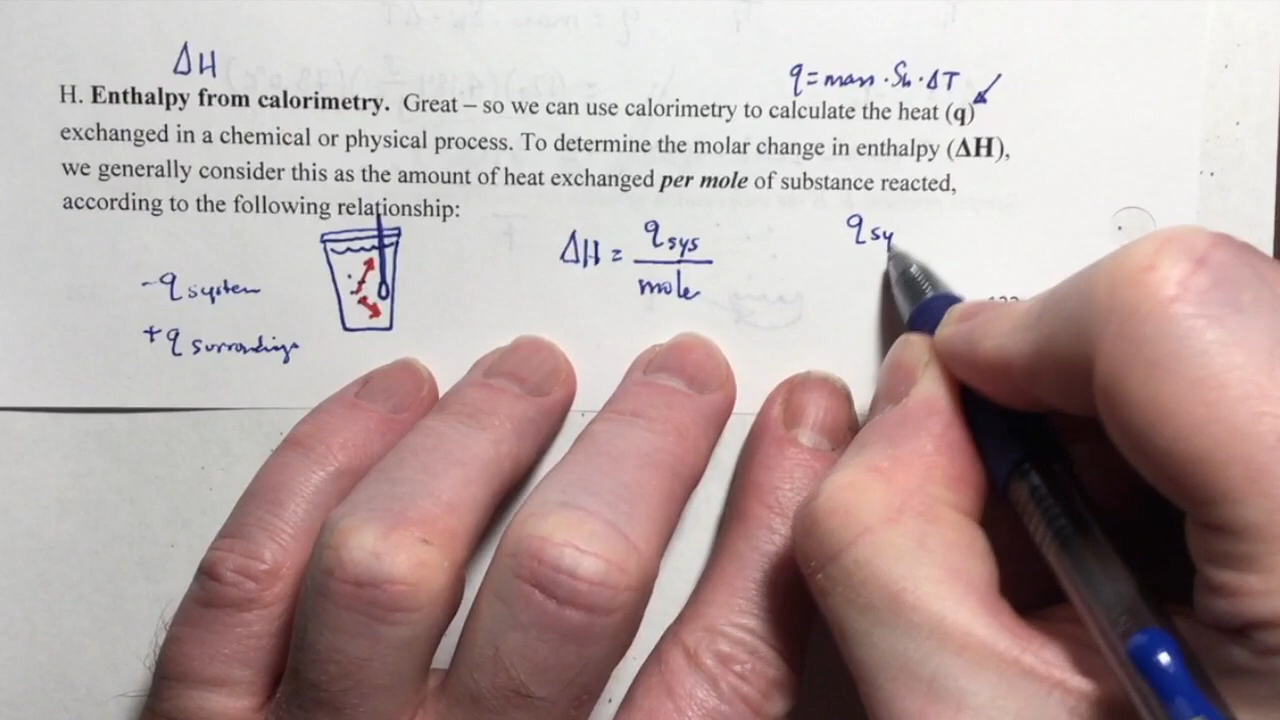 ΔH
q = mass · Sh · ΔT
H. Enthalpy from calorimetry. Great – so we can use calorimetry to calculate the heat (q)
exchanged in a chemical or physical process. To determine the molar change in enthalpy (ΔH),
we generally consider this as the amount of heat exchanged per mole of substance reacted,
according to the following relationship:
ΔH = q sys / mole
q sy
-q system
+q surroundings